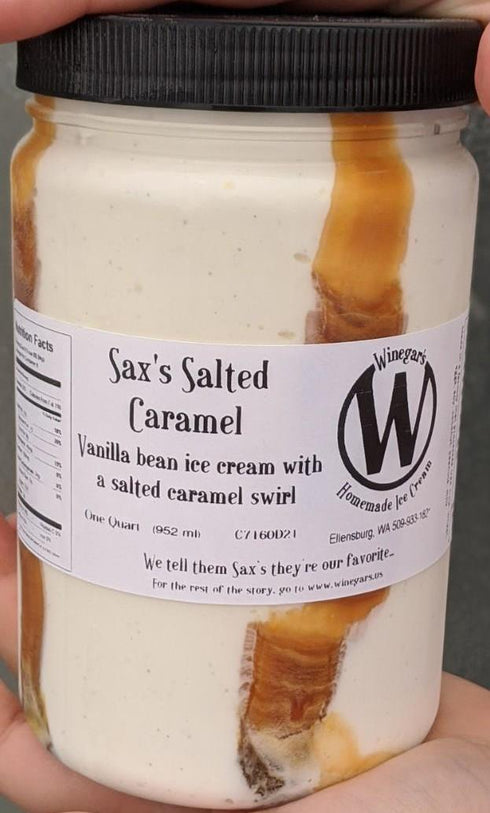 Nutrition Facts
Sax's Salted
Caramel
Vanilla bean ice cream with
a salted caramel swirl
One Quart (952 ml) C7160D21
We tell them Sax's they're our favorite...
For the rest of the story, go to www.winegars.us
Winegar's
W
Homemade Ice Cream
Ellensburg, WA